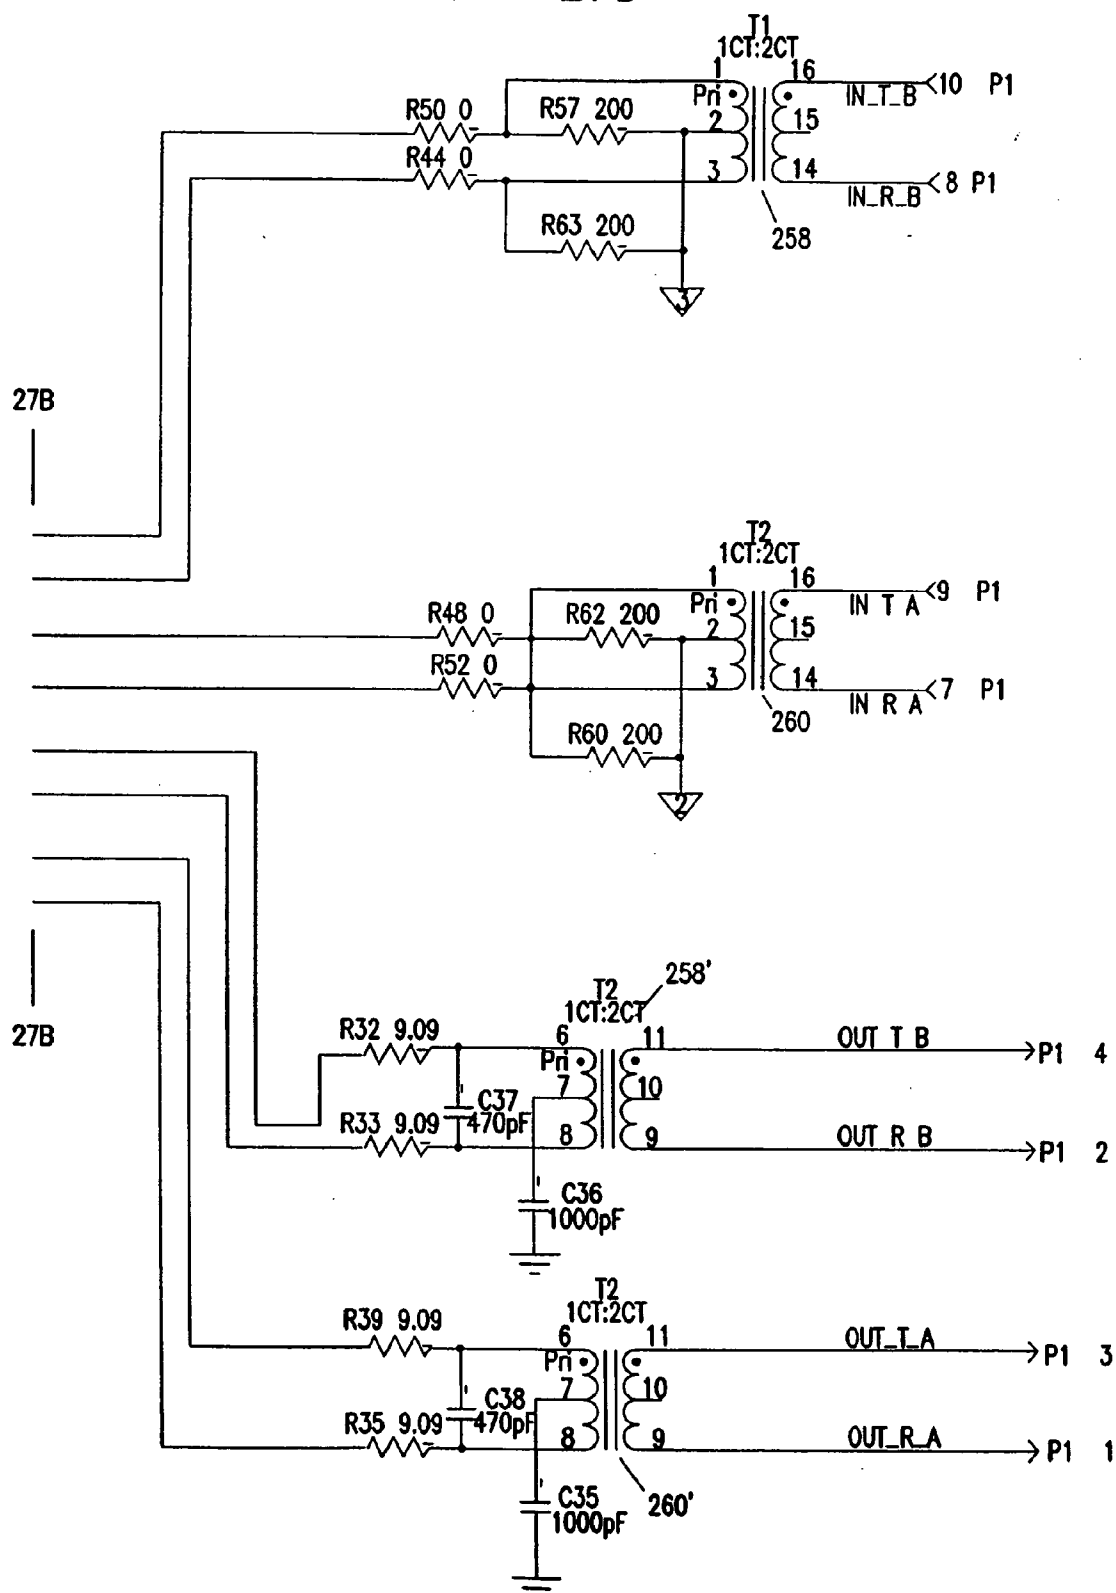 T1
1CT:2CT
1 16
Pri IN_T_B 10 P1
R50 0 R57 200 2 15
R44 0 3 14
IN_R_B 8 P1
R63 200 258
3
27B
T2
1CT:2CT
1 16
Pri IN T A 9 P1
R48 0 R62 200 2 15
R52 0 3 14
IN R A 7 P1
R60 200 260
2
27B
258'
T2
1CT:2CT
R32 9.09 6 11 OUT T B P1 4
Pri
7 10
C37
470pF
R33 9.09 8 9 OUT R B P1 2
C36
1000pF
T2
1CT:2CT
R39 9.09 6 11 OUT_T_A P1 3
Pri
7 10
C38
470pF
R35 9.09 8 9 OUT_R_A P1 1
C35
1000pF 260'